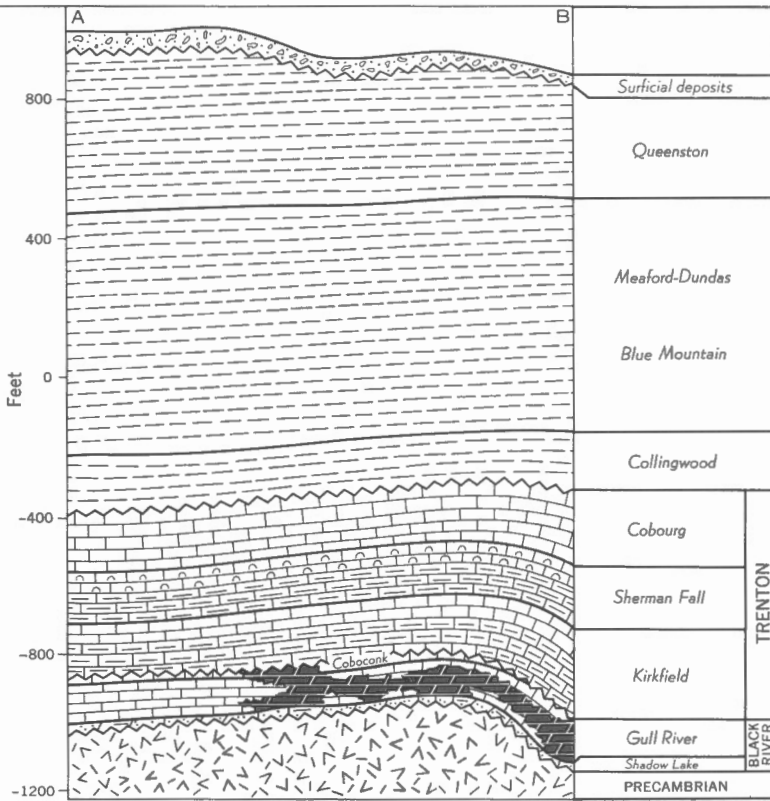 A
B
Surficial deposits
800
Queenston
400
Meaford-Dundas
Blue Mountain
0
Feet
Collingwood
-400
Cobourg
TRENTON
Sherman Fall
-800
Coboconk
Kirkfield
Gull River
BLACK
RIVER
Shadow Lake
-1200
PRECAMBRIAN